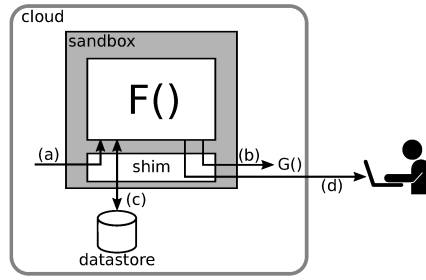 cloud
sandbox
F()
(a)
shim
(b)
G()
(c)
(d)
datastore